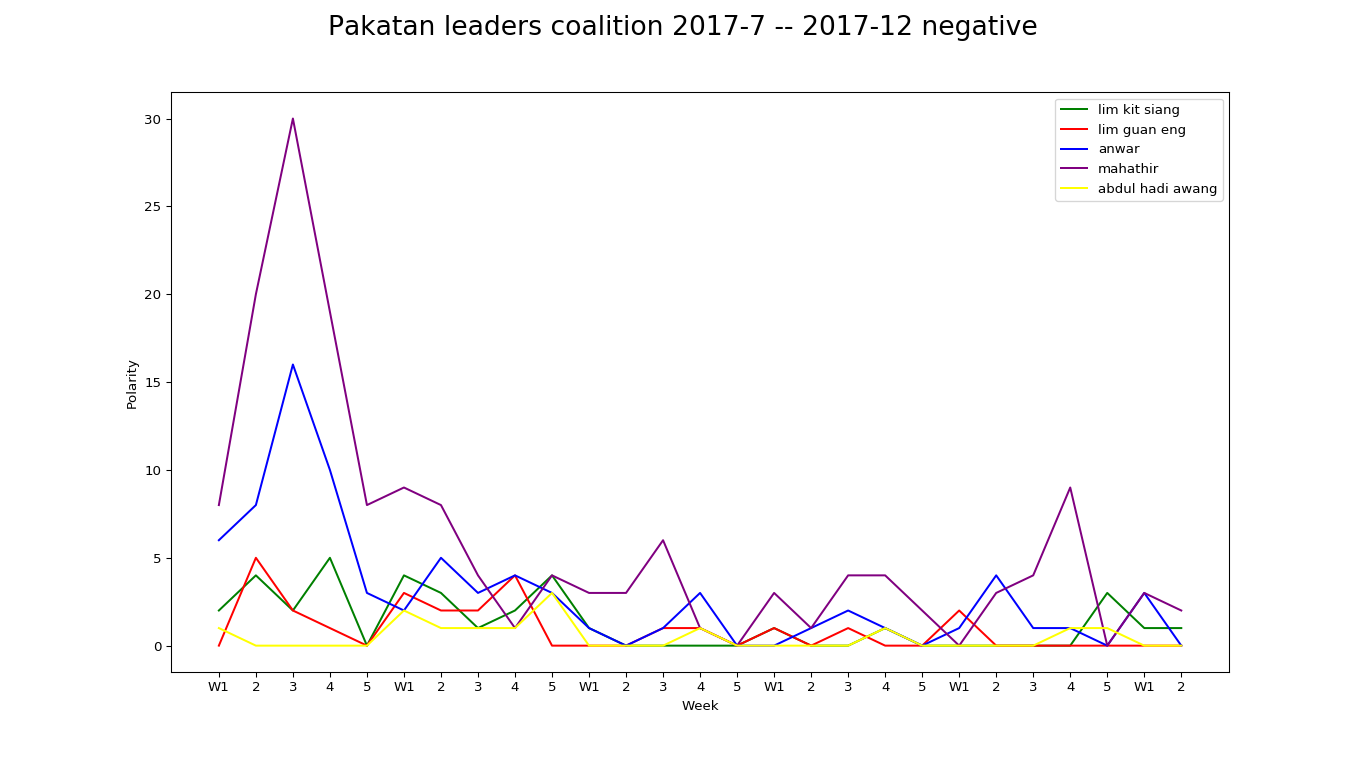 Pakatan leaders coalition 2017-7 -- 2017-12 negative
lim kit siang
lim guan eng
anwar
mahathir
abdul hadi awang
30
25
20
15
10
5
0
Polarity
W1 2 3 4 5 W1 2 3 4 5 W1 2 3 4 5 W1 2 3 4 5 W1 2 3 4 5 W1 2
Week